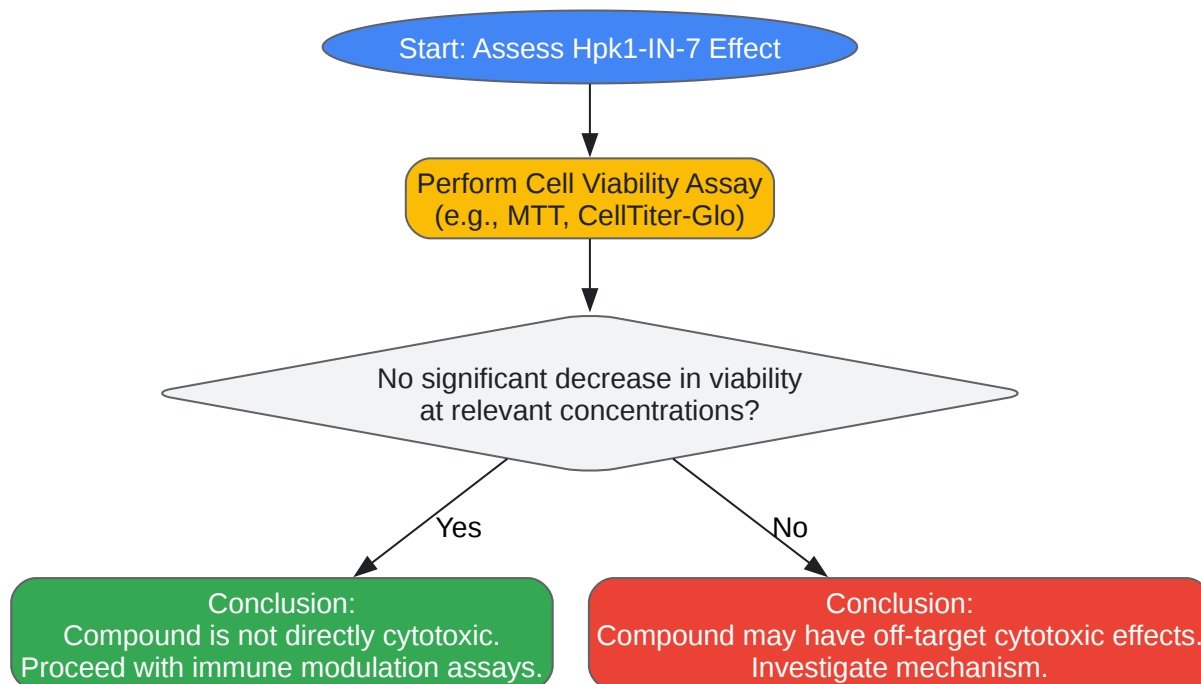 Start: Assess Hpk1-IN-7 Effect
Perform Cell Viability Assay
(e.g., MTT, CellTiter-Glo)
No significant decrease in viability
at relevant concentrations?
Yes
No
Conclusion:
Compound is not directly cytotoxic.
Proceed with immune modulation assays.
Conclusion:
Compound may have off-target cytotoxic effects.
Investigate mechanism.